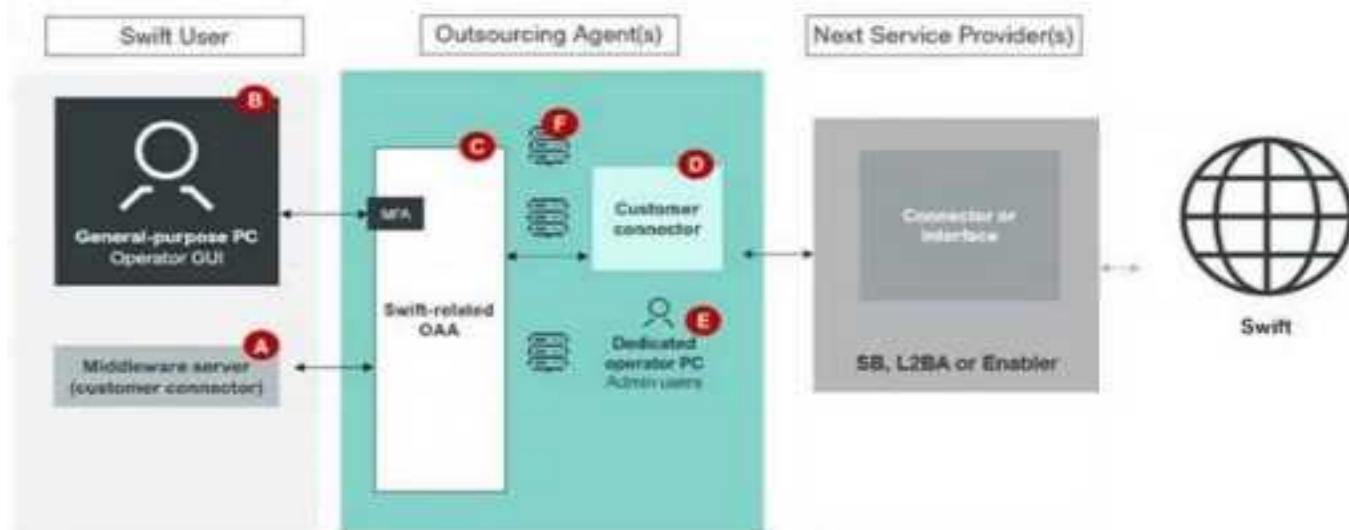 Swift User
Outsourcing Agent(s)
Next Service Provider(s)
B
General-purpose PC
Operator GUI
A
Middleware server
(customer connector)
C
MFA
Swift-related
OAA
F
D
Customer
connector
E
Dedicated
operator PC
Admin users
Connector or
interface
SB, L2BA or Enabler
Swift